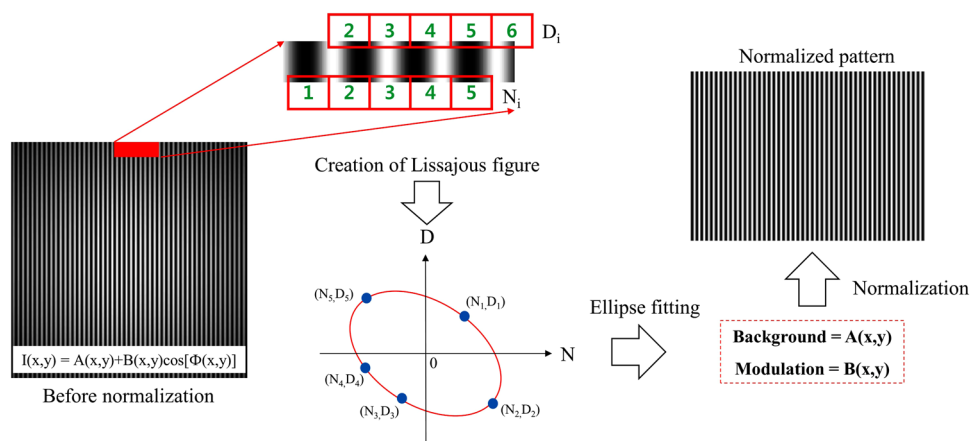 2 3 4 5 6 Dᵢ
1 2 3 4 5 Nᵢ
Normalized pattern
Creation of Lissajous figure
D
(N₅,D₅)
(N₁,D₁)
N
0
(N₄,D₄)
(N₃,D₃)
(N₂,D₂)
I(x,y) = A(x,y)+B(x,y)cos[Φ(x,y)]
Before normalization
Ellipse fitting
Normalization
Background = A(x,y)
Modulation = B(x,y)